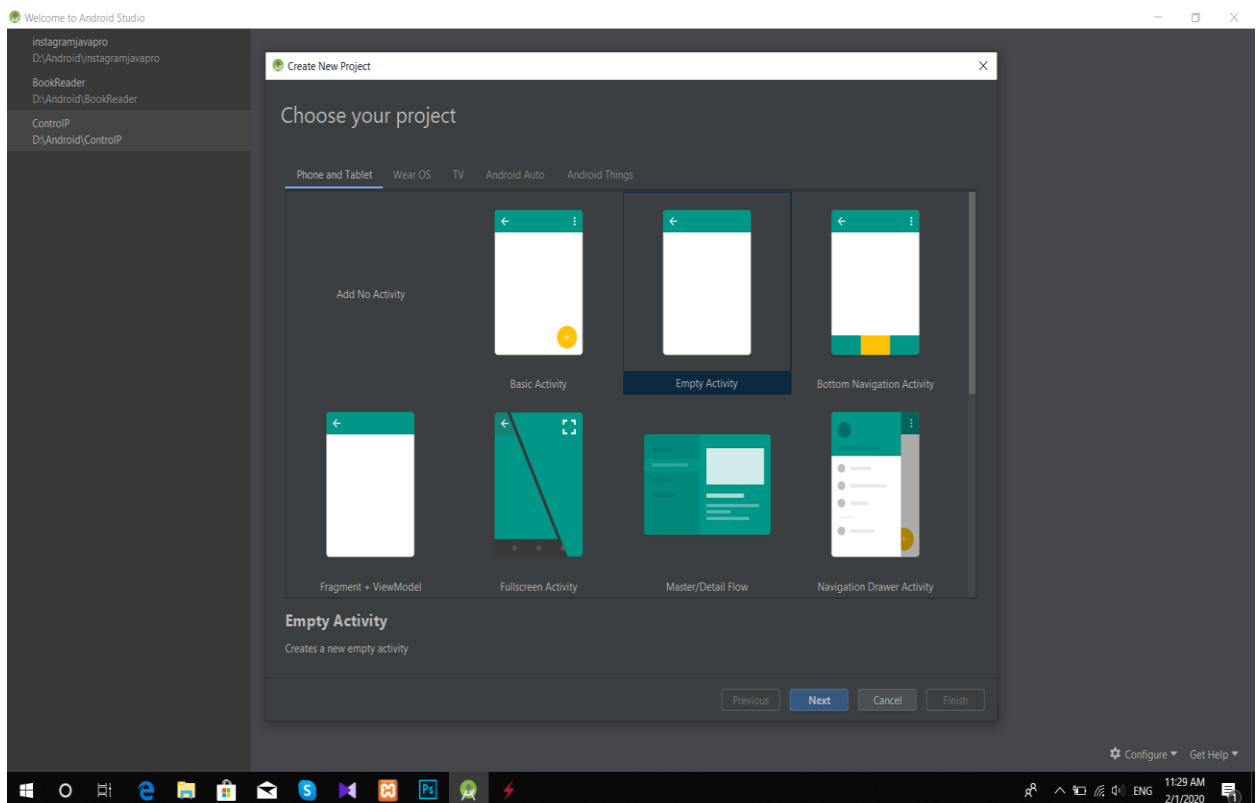 Welcome to Android Studio
instagramjavapro
D:\Android\instagramjavapro
BookReader
D:\Android\BookReader
ControlP
D:\Android\ControlP
Create New Project
Choose your project
Phone and Tablet Wear OS TV Android Auto Android Things
Add No Activity
Basic Activity
Empty Activity
Bottom Navigation Activity
Fragment + ViewModel
Fullscreen Activity
Master/Detail Flow
Navigation Drawer Activity
Empty Activity
Creates a new empty activity
Previous Next Cancel Finish
Configure Get Help
Ps
ENG
11:29 AM
2/1/2020
1